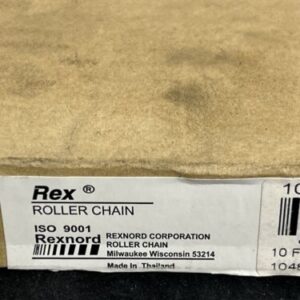 Rex ®
ROLLER CHAIN
ISO 9001
Rexnord
REXNORD CORPORATION
ROLLER CHAIN
Milwaukee Wisconsin 53214
Made In Thailand
10
10 F